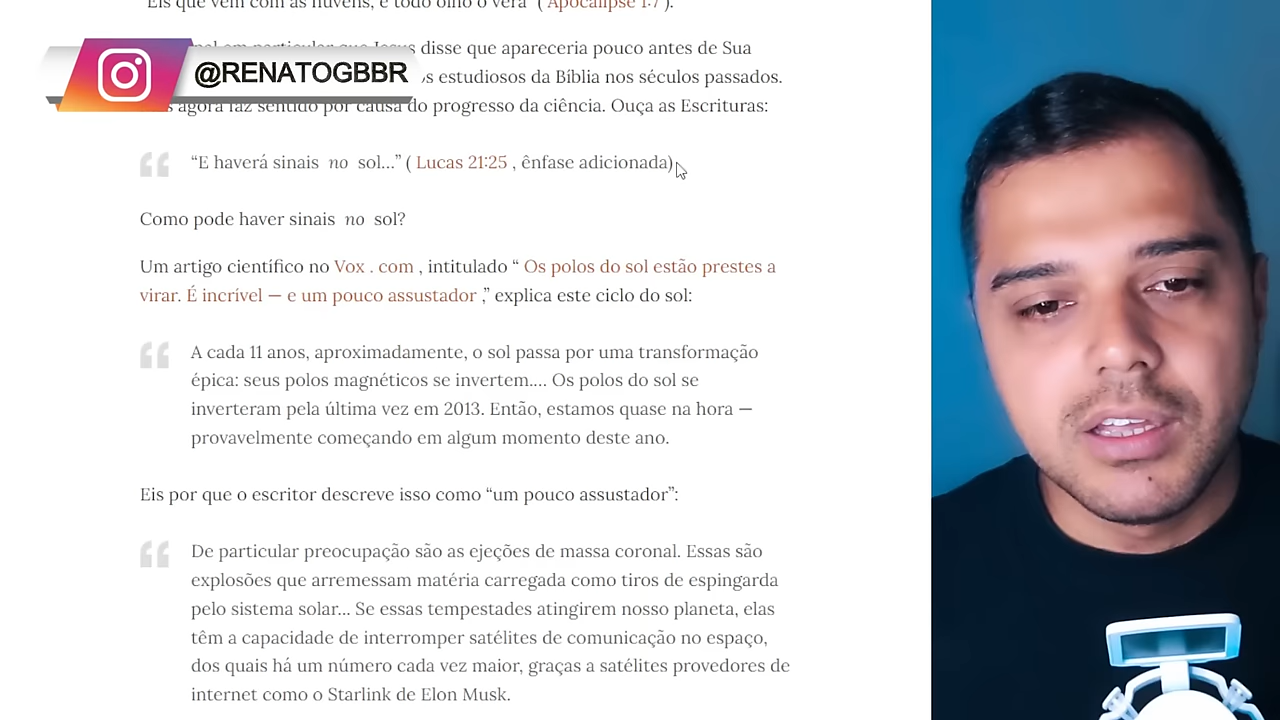 “Eis que vem com as nuvens, e todo olho o verá” ( Apocalipse 1:7 ).
em particular que Jesus disse que apareceria pouco antes de Sua
@RENATOGBBR
os estudiosos da Bíblia nos séculos passados.
agora faz sentido por causa do progresso da ciência. Ouça as Escrituras:
“E haverá sinais no sol...” ( Lucas 21:25 , ênfase adicionada)
Como pode haver sinais no sol?
Um artigo científico no Vox . com , intitulado “ Os polos do sol estão prestes a
virar. É incrível — e um pouco assustador ,” explica este ciclo do sol:
A cada 11 anos, aproximadamente, o sol passa por uma transformação
épica: seus polos magnéticos se invertem.... Os polos do sol se
inverteram pela última vez em 2013. Então, estamos quase na hora —
provavelmente começando em algum momento deste ano.
Eis por que o escritor descreve isso como “um pouco assustador”:
De particular preocupação são as ejeções de massa coronal. Essas são
explosões que arremessam matéria carregada como tiros de espingarda
pelo sistema solar... Se essas tempestades atingirem nosso planeta, elas
têm a capacidade de interromper satélites de comunicação no espaço,
dos quais há um número cada vez maior, graças a satélites provedores de
internet como o Starlink de Elon Musk.